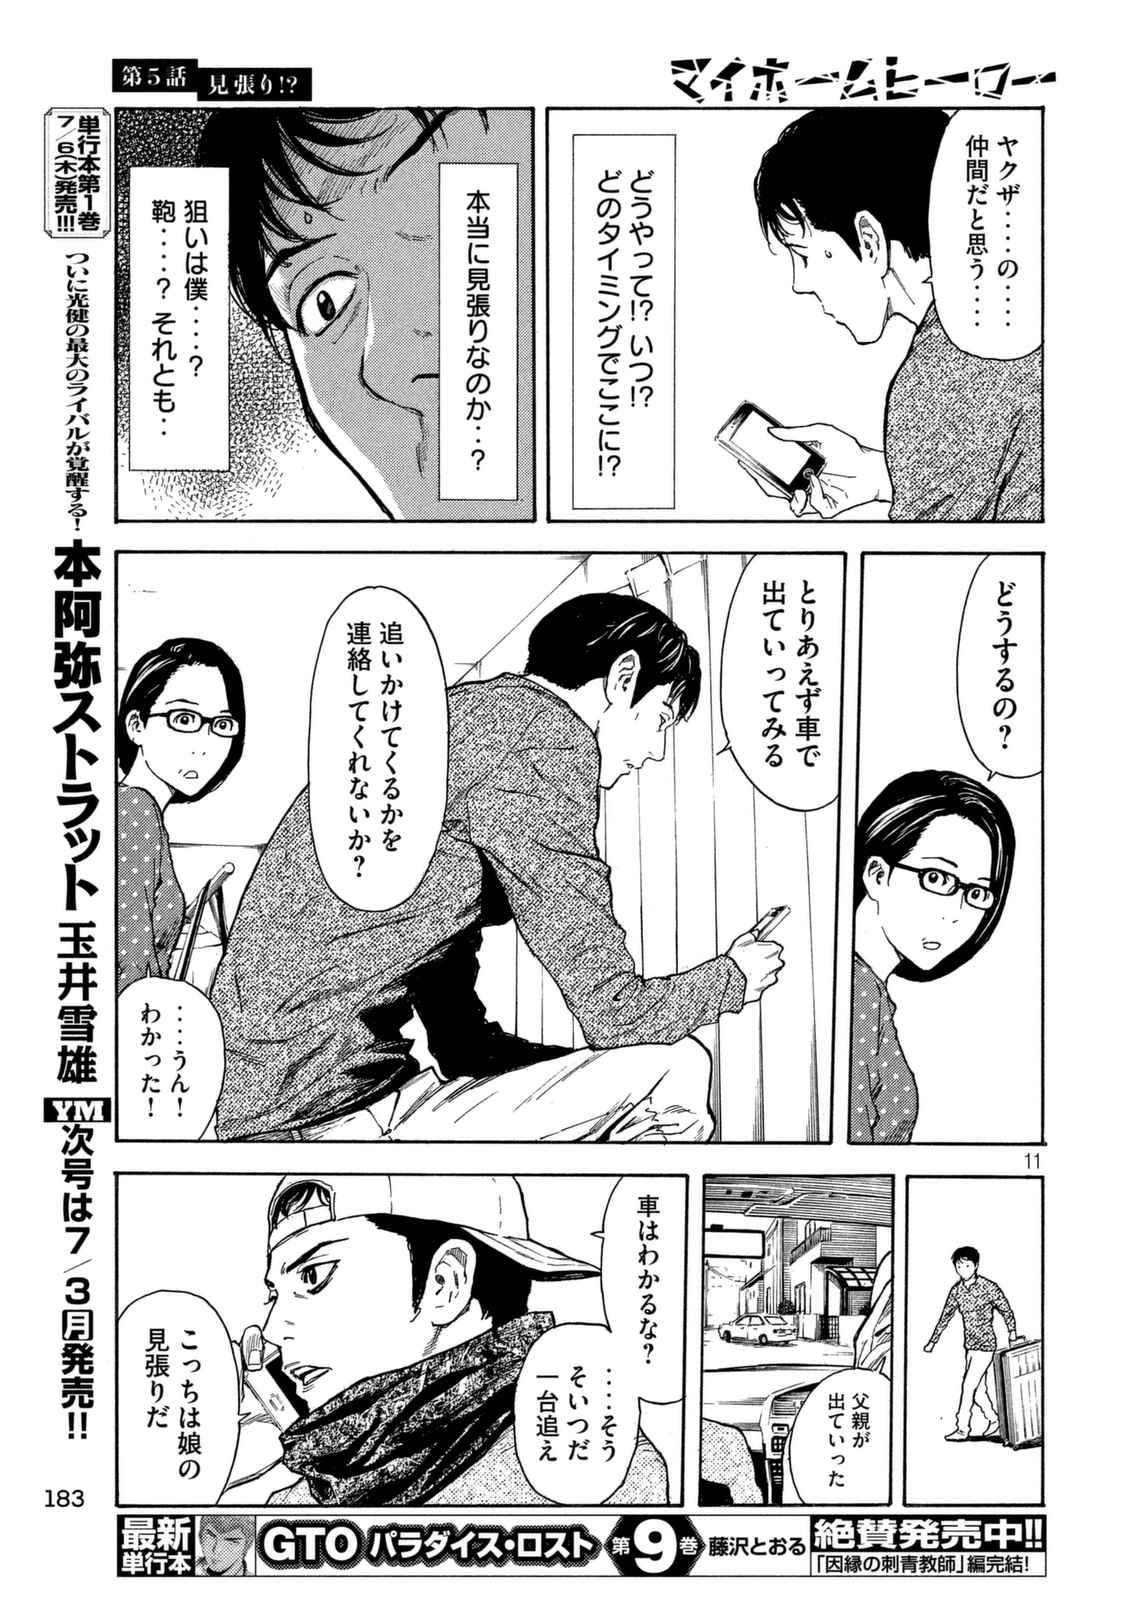 第5話
見張り!?
マイホームヒーロー
ヤクザ‥‥の
仲間だと思う‥‥
どうやって!? いつ!?
どのタイミングでここに!?
本当に見張りなのか‥‥?
狙いは僕‥‥?
鞄‥‥? それとも‥‥
どうするの?
とりあえず車で
出ていってみる
追いかけてくるかを
連絡してくれないか?
‥‥うん!
わかった!
11
父親が
出ていった
車はわかるな?
‥‥そう
そいつだ
一台追え
こっちは娘の
見張りだ
単行本第1巻
7/6(木)発売!!!
ついに光健の最大のライバルが覚醒する!
本阿弥ストラット 玉井雪雄
YM次号は7/3月発売!!
183
最新
単行本
GTO パラダイス・ロスト 第9巻 藤沢とおる
絶賛発売中!!
「因縁の刺青教師」編完結!